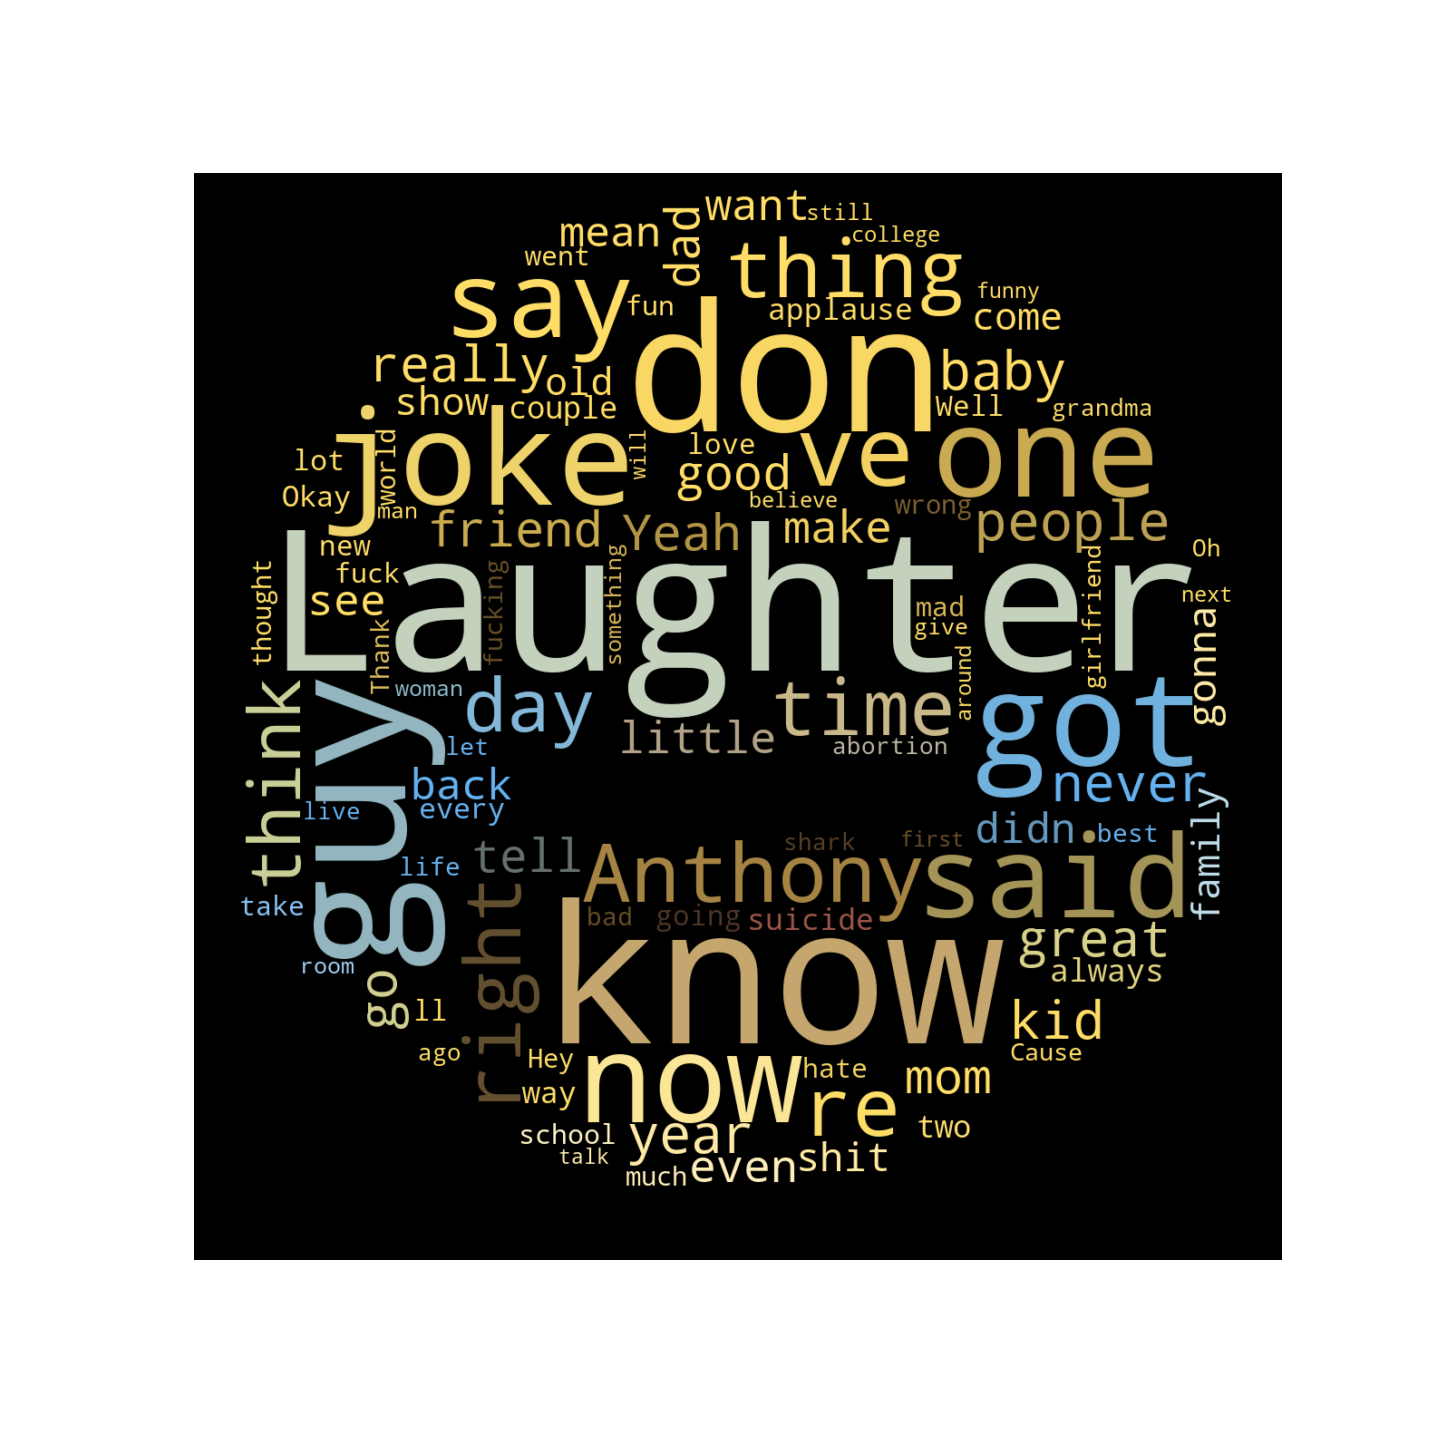 want
still
mean
dad
college
went
thing
say
funny
fun
applause
come
don
really
old
baby
show
couple
Well
grandma
joke
world
will
love
ve
one
lot
good
Okay
believe
wrong
man
friend
Yeah
make
people
new
Oh
thought
fuck
see
Laughter
fucking
something
mad
give
girlfriend
next
Thank
woman
day
time
around
gonna
got
think
guy
let
little
abortion
back
never
live
every
didn
best
family
life
tell
Anthony
shark
first
said
take
right
bad
going
suicide
know
great
room
always
go
ll
kid
ago
Hey
now
hate
mom
Cause
way
re
two
school
year
talk
even
shit
much